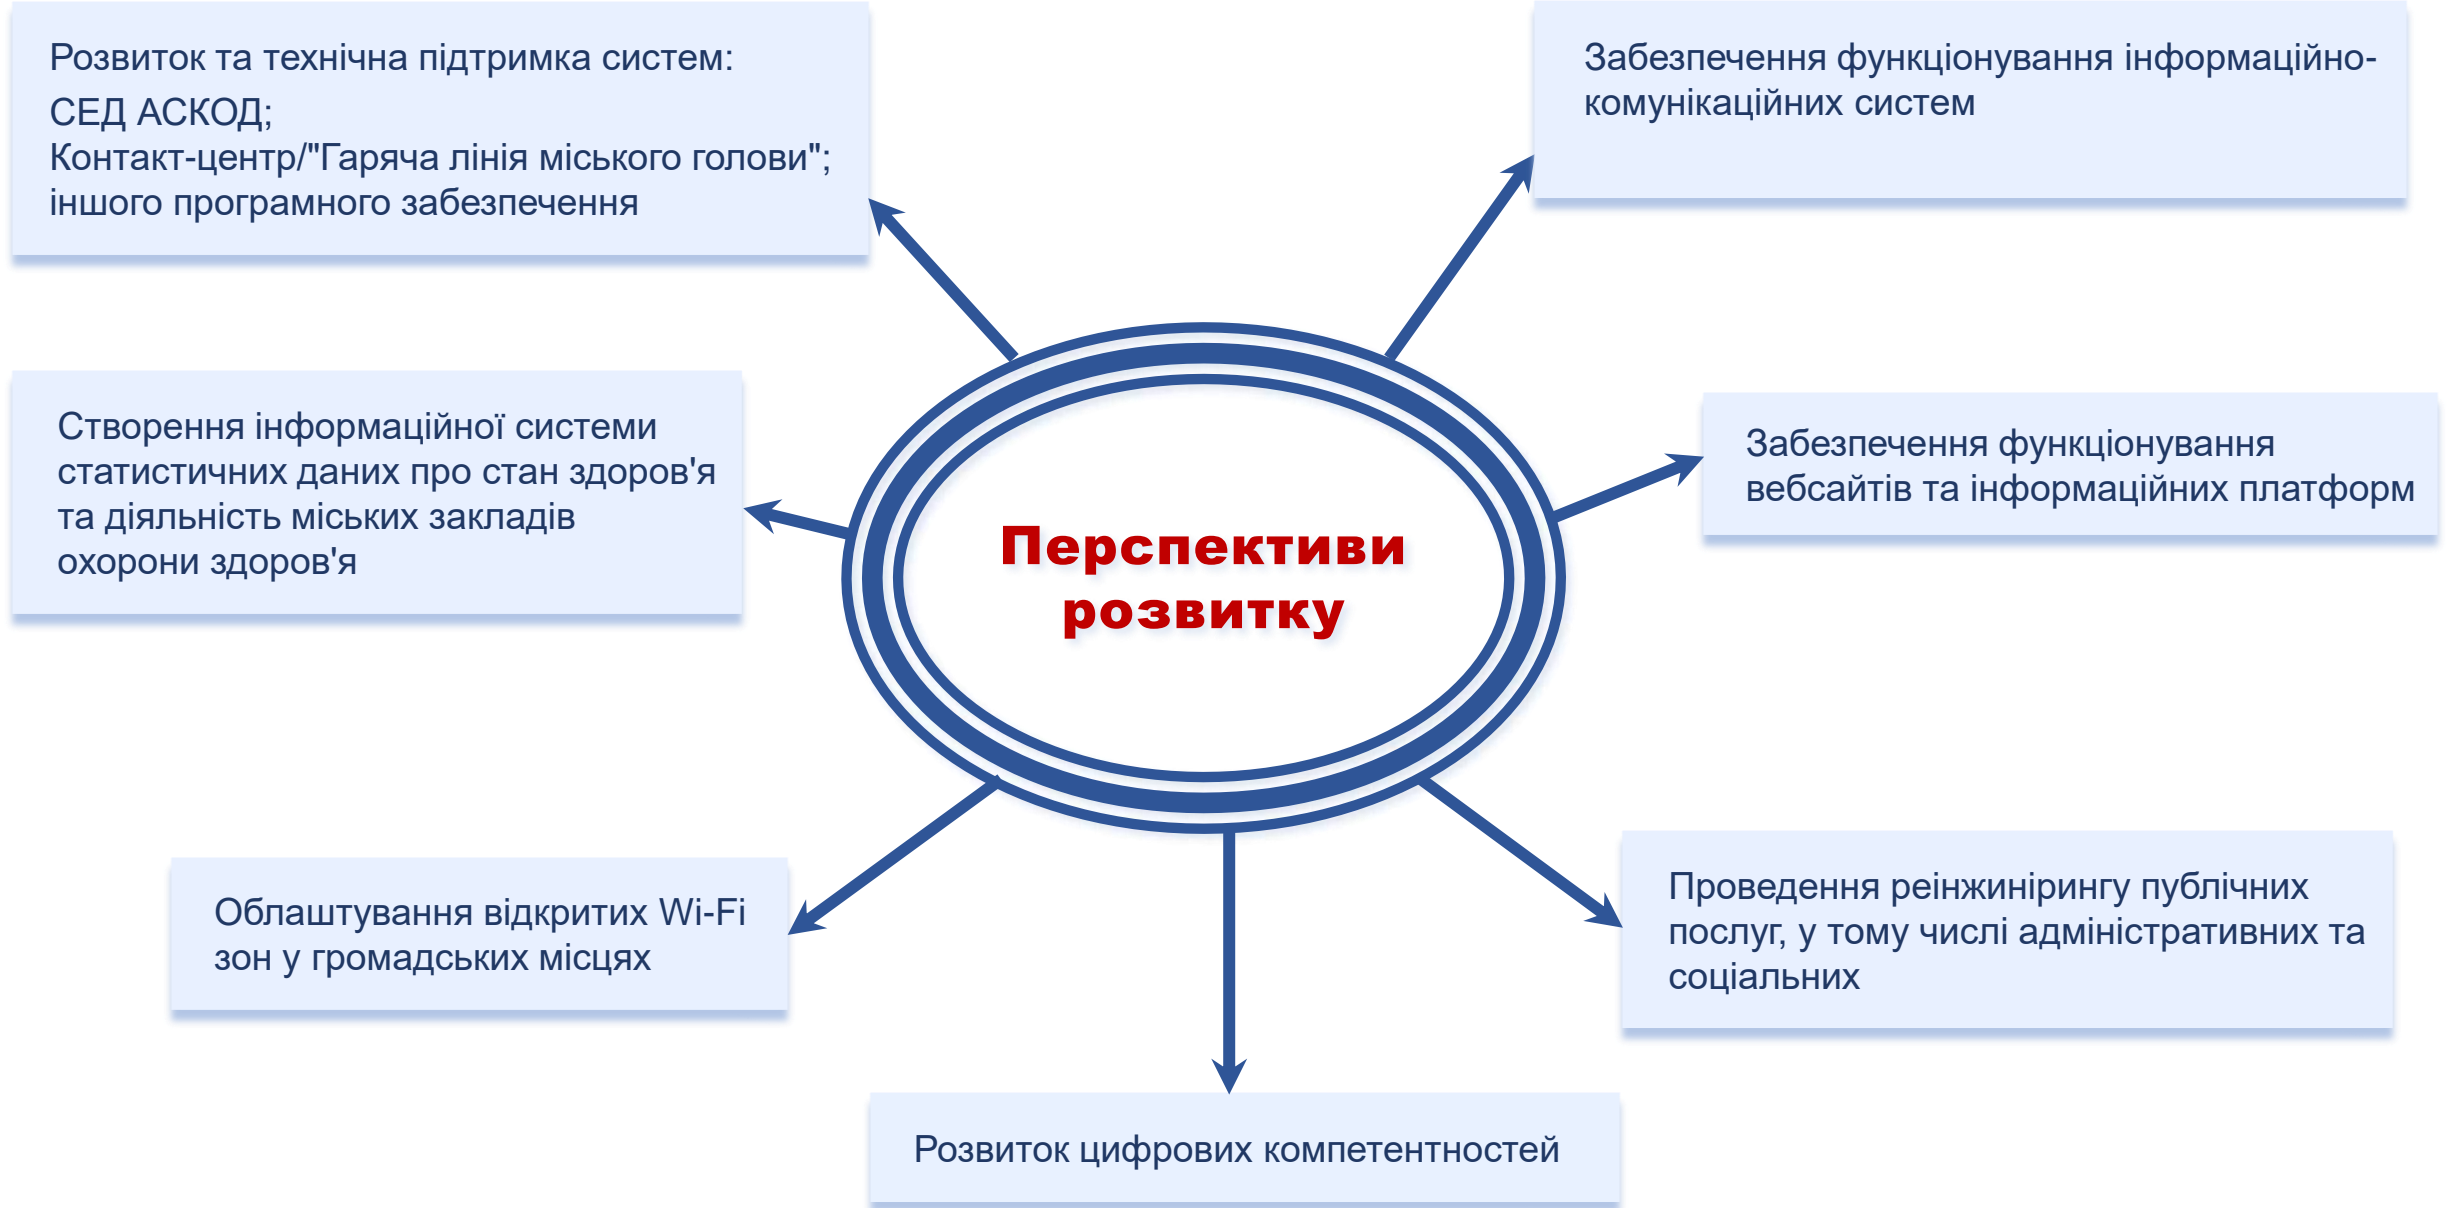 Розвиток та технічна підтримка систем:
СЕД АСКОД;
Контакт-центр/"Гаряча лінія міського голови";
іншого програмного забезпечення
Забезпечення функціонування інформаційно-
комунікаційних систем
Створення інформаційної системи
статистичних даних про стан здоров'я
та діяльність міських закладів
охорони здоров'я
Забезпечення функціонування
вебсайтів та інформаційних платформ
Перспективи
розвитку
Облаштування відкритих Wi-Fi
зон у громадських місцях
Проведення реінжинірингу публічних
послуг, у тому числі адміністративних та
соціальних
Розвиток цифрових компетентностей